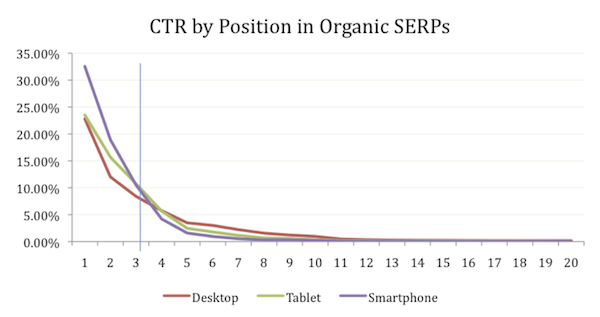 CTR by Position in Organic SERPs
35.00%
30.00%
25.00%
20.00%
15.00%
10.00%
5.00%
0.00%
1 2 3 4 5 6 7 8 9 10 11 12 13 14 15 16 17 18 19 20
Desktop Tablet Smartphone